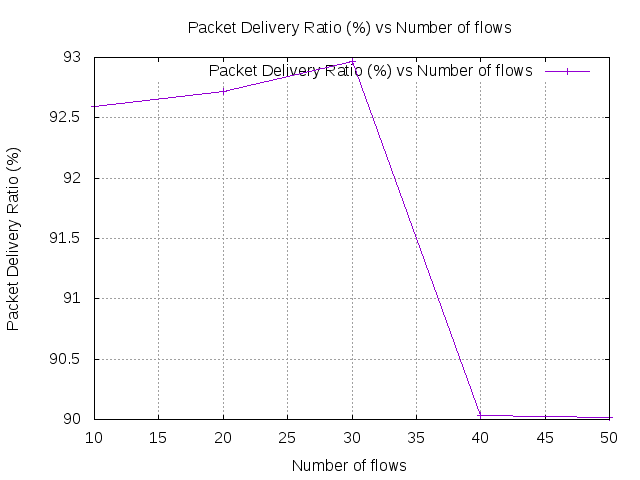 Packet Delivery Ratio (%) vs Number of flows
93
Packet Delivery Ratio (%) vs Number of flows
92.5
92
91.5
91
90.5
90
Packet Delivery Ratio (%)
10 15 20 25 30 35 40 45 50
Number of flows